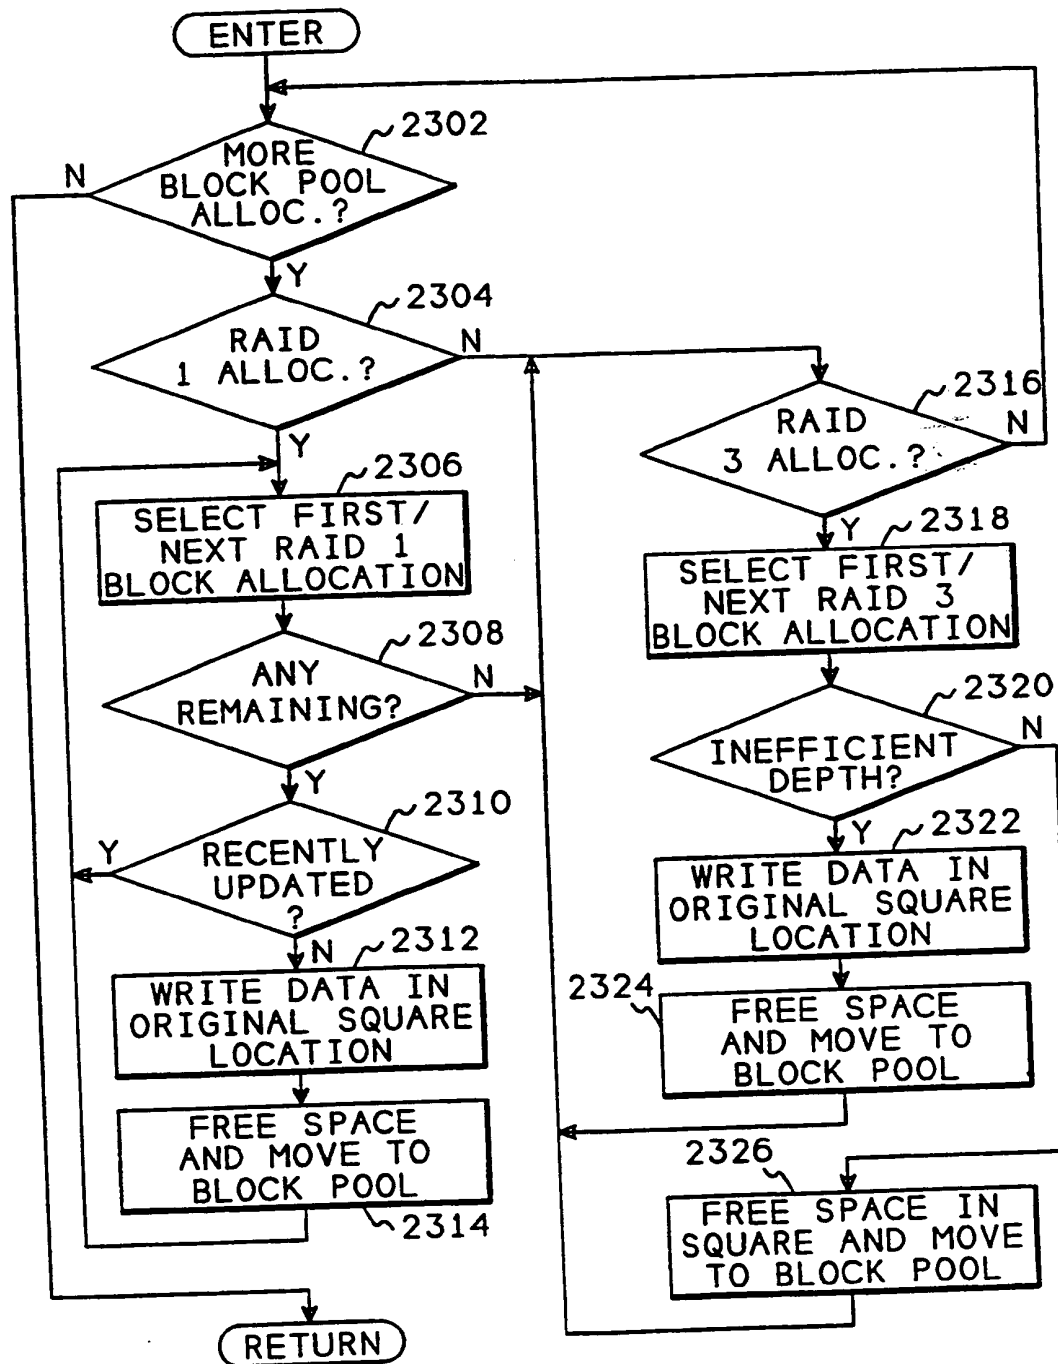 ENTER
2302
MORE
BLOCK POOL
ALLOC.?
N
Y
2304
RAID
1 ALLOC.?
N
Y
2306
SELECT FIRST/
NEXT RAID 1
BLOCK ALLOCATION
2308
ANY
REMAINING?
N
Y
2310
RECENTLY
UPDATED
?
Y
N
2312
WRITE DATA IN
ORIGINAL SQUARE
LOCATION
FREE SPACE
AND MOVE TO
BLOCK POOL
2314
RETURN
2316
RAID
3 ALLOC.?
N
Y
2318
SELECT FIRST/
NEXT RAID 3
BLOCK ALLOCATION
2320
INEFFICIENT
DEPTH?
N
Y
2322
WRITE DATA IN
ORIGINAL SQUARE
LOCATION
2324
FREE SPACE
AND MOVE TO
BLOCK POOL
2326
FREE SPACE IN
SQUARE AND MOVE
TO BLOCK POOL